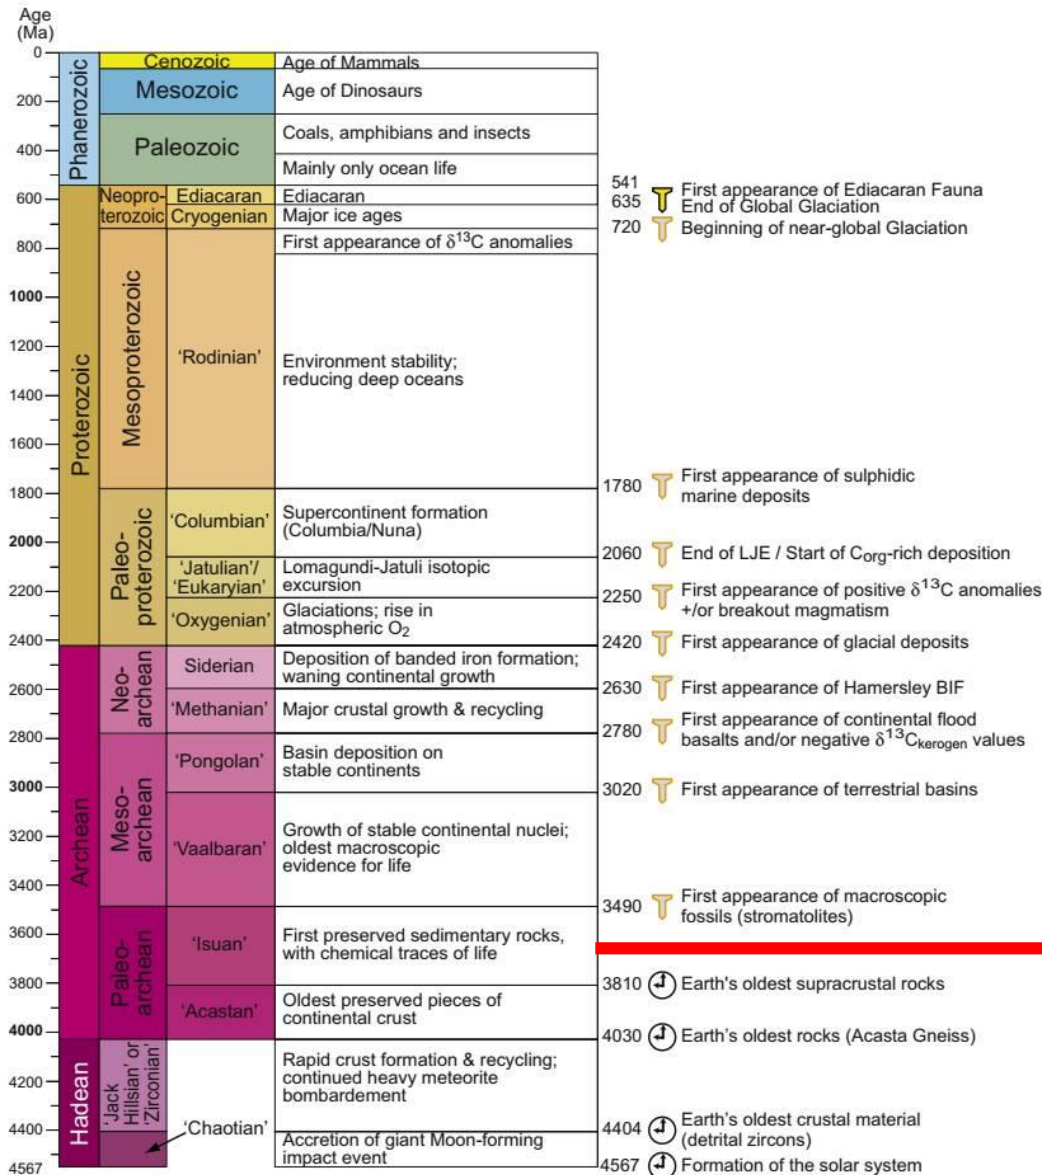 Age
(Ma)
0
200
400
600
800
1000
1200
1400
1600
1800
2000
2200
2400
2600
2800
3000
3200
3400
3600
3800
4000
4200
4400
4567
Phanerozoic
Proterozoic
Archean
Hadean
Cenozoic
Age of Mammals
Mesozoic
Age of Dinosaurs
Paleozoic
Coals, amphibians and insects
Mainly only ocean life
Neopro-
terozoic
Ediacaran
Ediacaran
Cryogenian
Major ice ages
Mesoproterozoic
‘Rodinian’
First appearance of δ13C anomalies
Environment stability;
reducing deep oceans
Paleo-
proterozoic
‘Columbian’
Supercontinent formation
(Columbia/Nuna)
‘Jatulian’/
‘Eukaryian’
Lomagundi-Jatuli isotopic
excursion
‘Oxygenian’
Glaciations; rise in
atmospheric O2
Neo-
archean
Siderian
Deposition of banded iron formation;
waning continental growth
‘Methanian’
Major crustal growth & recycling
Meso-
archean
‘Pongolan’
Basin deposition on
stable continents
‘Vaalbaran’
Growth of stable continental nuclei;
oldest macroscopic
evidence for life
Paleo-
archean
‘Isuan’
First preserved sedimentary rocks,
with chemical traces of life
‘Acastan’
Oldest preserved pieces of
continental crust
‘Jack
Hillsian’ or
‘Zirconian’
Rapid crust formation & recycling;
continued heavy meteorite
bombardement
‘Chaotian’
Accretion of giant Moon-forming
impact event
541
635
First appearance of Ediacaran Fauna
End of Global Glaciation
720 Beginning of near-global Glaciation
1780 First appearance of sulphidic
marine deposits
2060 End of LJE / Start of Corg-rich deposition
2250 First appearance of positive δ13C anomalies
+/or breakout magmatism
2420 First appearance of glacial deposits
2630 First appearance of Hamersley BIF
2780 First appearance of continental flood
basalts and/or negative δ13Ckerogen values
3020 First appearance of terrestrial basins
3490 First appearance of macroscopic
fossils (stromatolites)
3810 Earth's oldest supracrustal rocks
4030 Earth’s oldest rocks (Acasta Gneiss)
4404 Earth’s oldest crustal material
(detrital zircons)
4567 Formation of the solar system